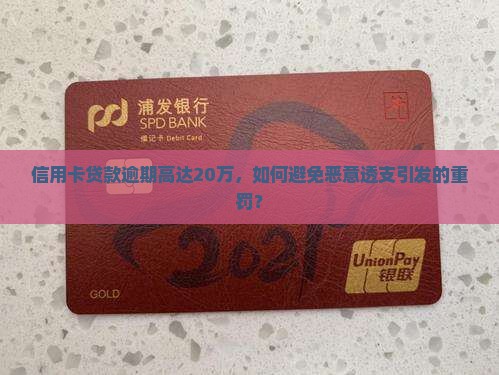 浦发银行
SPD BANK
借记卡 Debit Card
牛
信用卡贷款逾期高达20万，如何避免恶意透支引发的重
罚？
2021
UnionPay
银联
GOLD